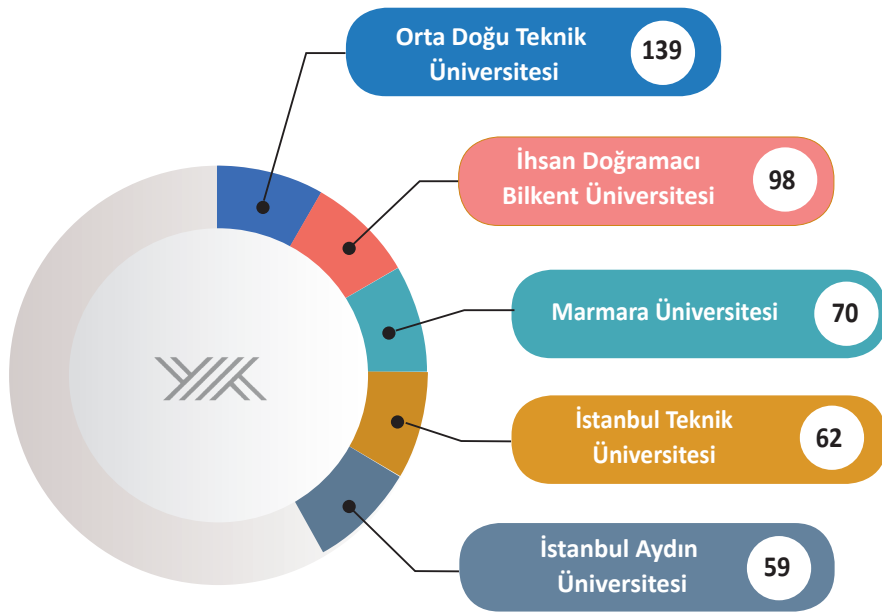 Orta Doğu Teknik
Üniversitesi
139
İhsan Doğramacı
Bilkent Üniversitesi
98
Marmara Üniversitesi
70
İstanbul Teknik
Üniversitesi
62
İstanbul Aydın
Üniversitesi
59